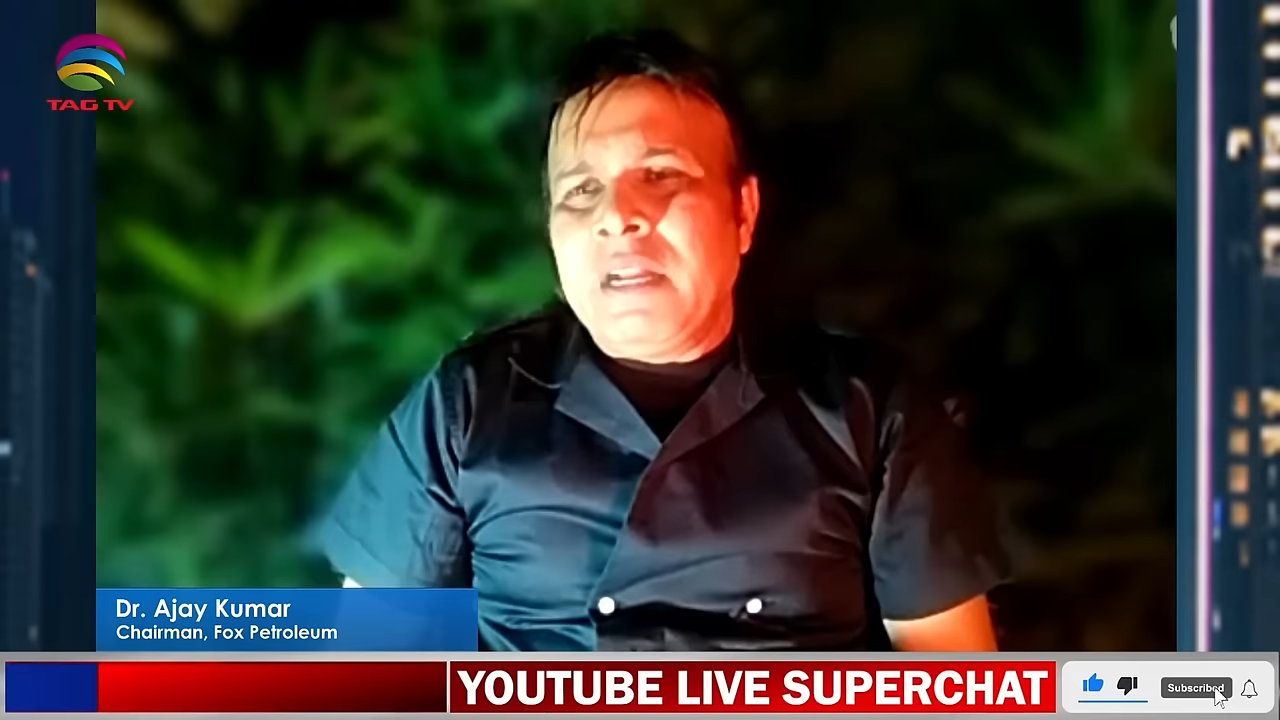 TAG TV
Dr. Ajay Kumar
Chairman, Fox Petroleum
YOUTUBE LIVE SUPERCHAT
Subscribed